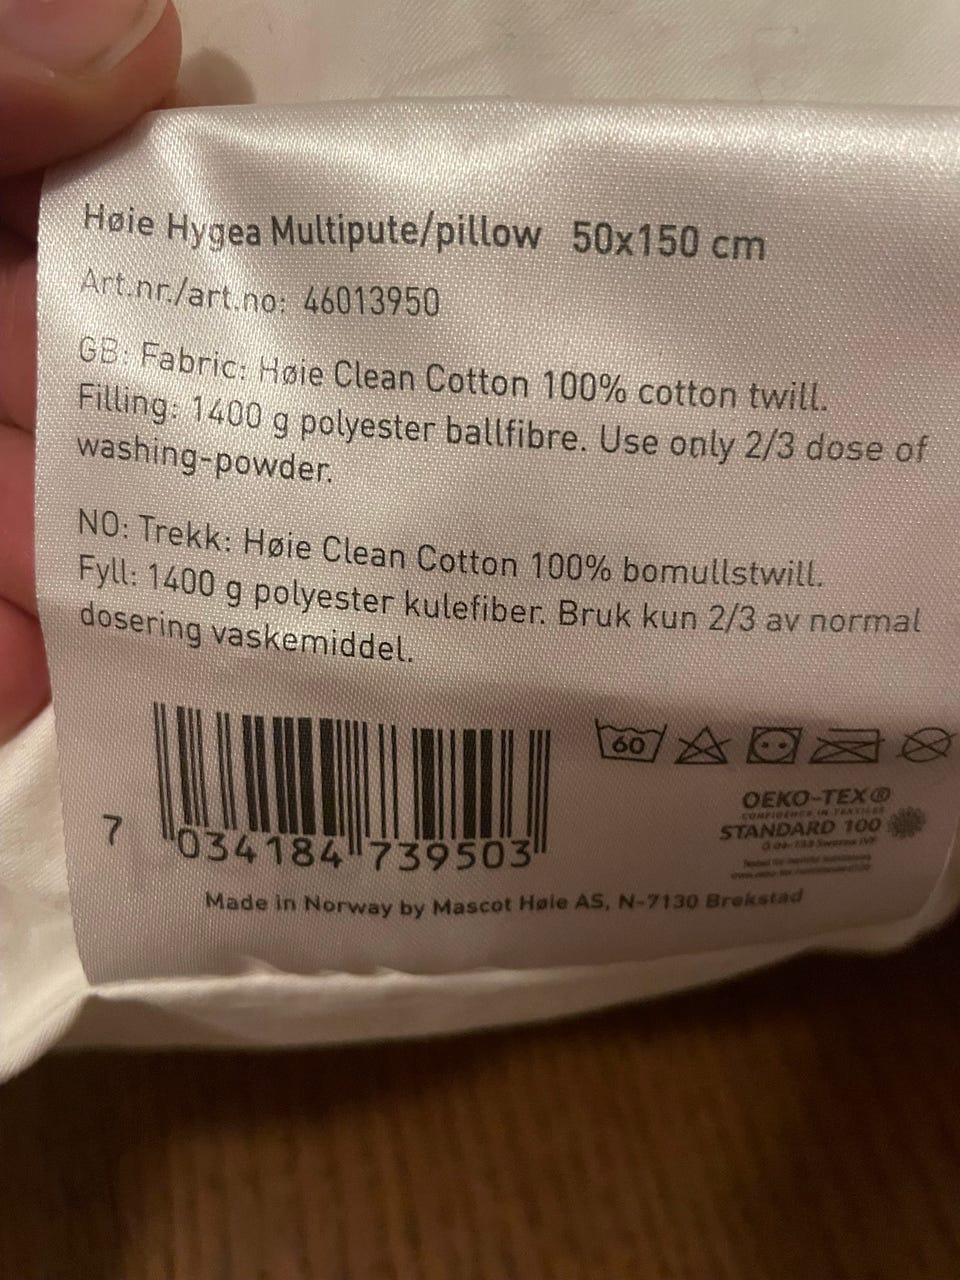 Høie Hygea Multipute/pillow 50x150 cm
Art.nr./art.no: 46013950
GB: Fabric: Høie Clean Cotton 100% cotton twill.
Filling: 1400 g polyester ballfibre. Use only 2/3 dose of
washing-powder.
NO: Trekk: Høie Clean Cotton 100% bomullstwill.
Fyll: 1400 g polyester kulefiber. Bruk kun 2/3 av normal
dosering vaskemiddel.
60
7 034184 739503
OEKO-TEX®
CONFIDENCE IN TEXTILES
STANDARD 100
Made in Norway by Mascot Høie AS, N-7130 Brekstad